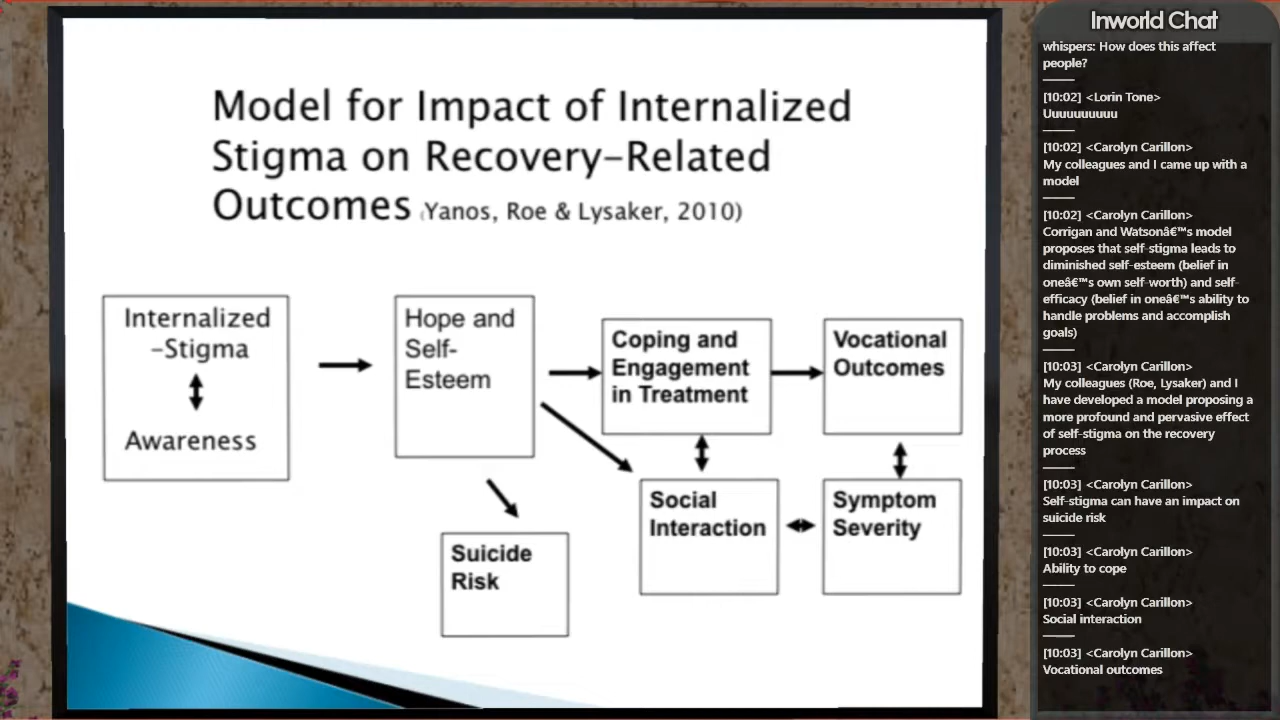 Model for Impact of Internalized
Stigma on Recovery-Related
Outcomes (Yanos, Roe & Lysaker, 2010)
Internalized
-Stigma
Awareness
Hope and
Self-
Esteem
Coping and
Engagement
in Treatment
Vocational
Outcomes
Suicide
Risk
Social
Interaction
Symptom
Severity
Inworld Chat
whispers: How does this affect
people?
[10:02] <Lorin Tone>
Uuuuuuuuuu
[10:02] <Carolyn Carillon>
My colleagues and I came up with a
model
[10:02] <Carolyn Carillon>
Corrigan and Watsonâ€™s model
proposes that self-stigma leads to
diminished self-esteem (belief in
oneâ€™s own self-worth) and self-
efficacy (belief in oneâ€™s ability to
handle problems and accomplish
goals)
[10:03] <Carolyn Carillon>
My colleagues (Roe, Lysaker) and I
have developed a model proposing a
more profound and pervasive effect
of self-stigma on the recovery
process
[10:03] <Carolyn Carillon>
Self-stigma can have an impact on
suicide risk
[10:03] <Carolyn Carillon>
Ability to cope
[10:03] <Carolyn Carillon>
Social interaction
[10:03] <Carolyn Carillon>
Vocational outcomes